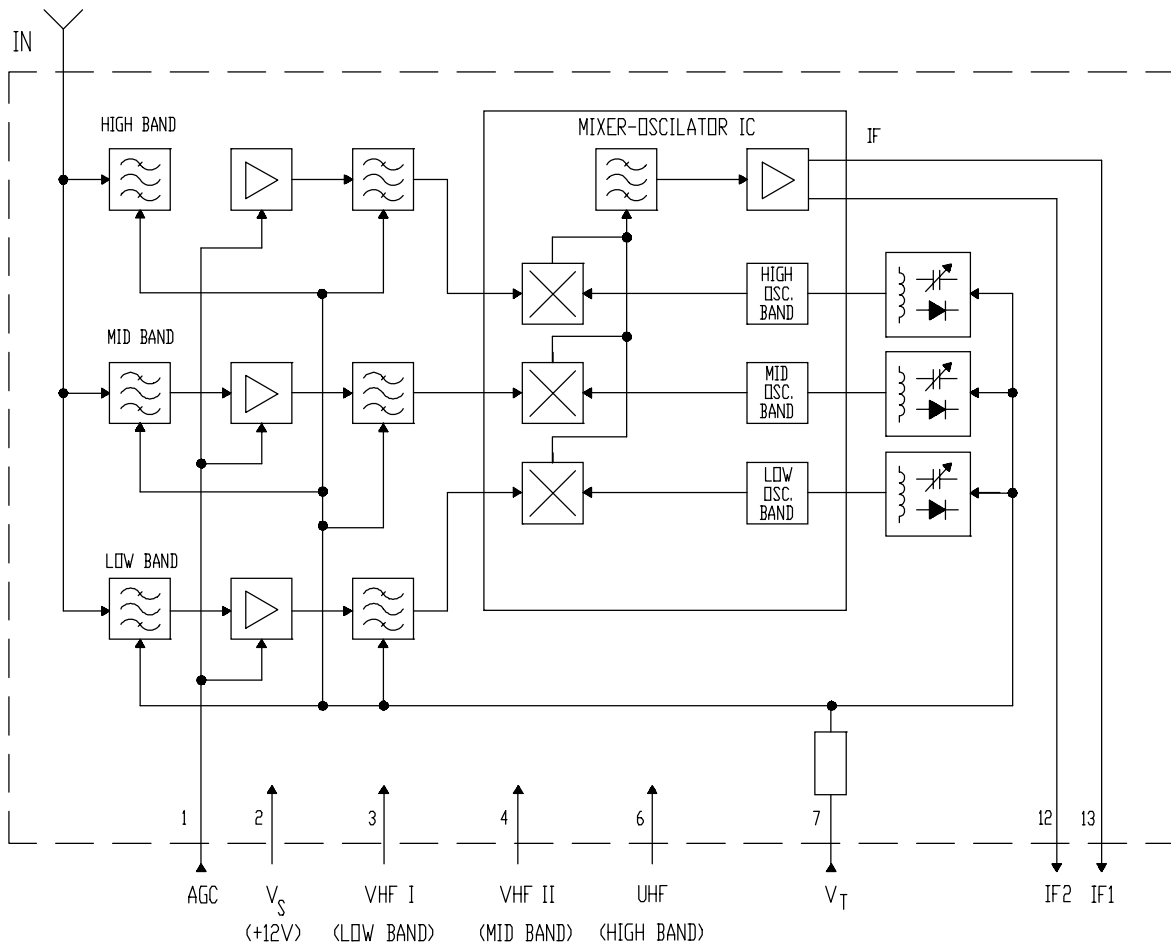 IN
HIGH BAND
MIXER-OSCILATOR IC
IF
HIGH
OSC.
BAND
MID BAND
MID
OSC.
BAND
LOW
OSC.
BAND
LOW BAND
1
2
3
4
6
7
12
13
AGC
VS
(+12V)
VHF I
(LOW BAND)
VHF II
(MID BAND)
UHF
(HIGH BAND)
VT
IF2
IF1